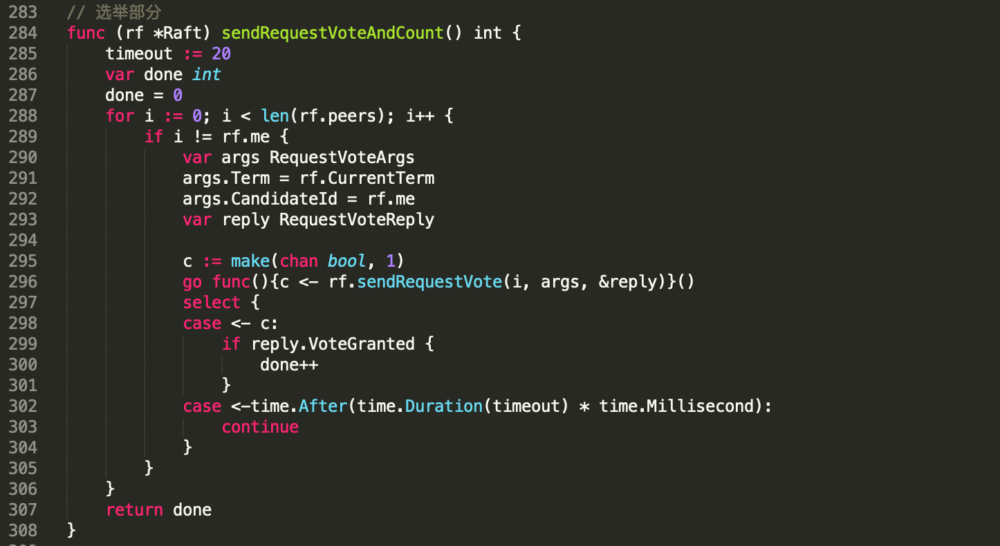 283 // 选举部分
284 func (rf *Raft) sendRequestVoteAndCount() int {
285     timeout := 20
286     var done int
287     done = 0
288     for i := 0; i < len(rf.peers); i++ {
289         if i != rf.me {
290             var args RequestVoteArgs
291             args.Term = rf.CurrentTerm
292             args.CandidateId = rf.me
293             var reply RequestVoteReply
294
295             c := make(chan bool, 1)
296             go func(){c <- rf.sendRequestVote(i, args, &reply)}()
297             select {
298             case <- c:
299                 if reply.VoteGranted {
300                     done++
301                 }
302             case <-time.After(time.Duration(timeout) * time.Millisecond):
303                 continue
304             }
305         }
306     }
307     return done
308 }